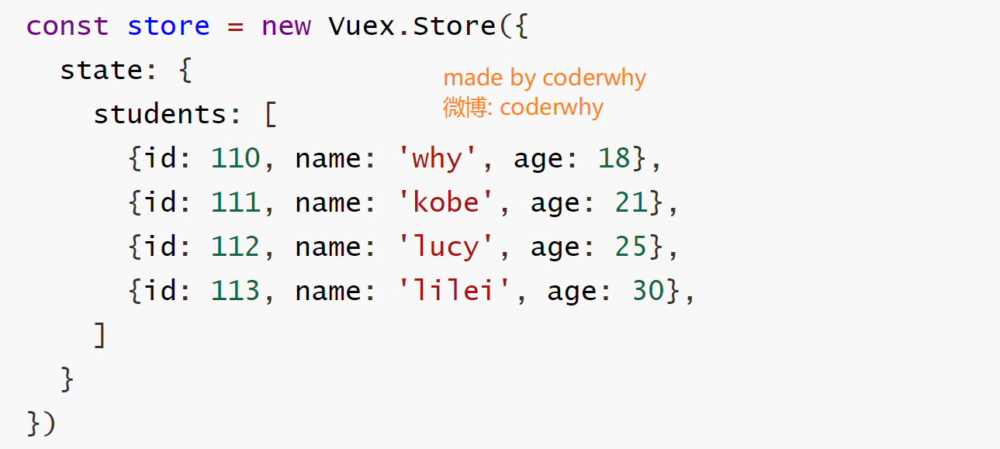 const store = new Vuex.Store({
state: {
made by coderwhy
微博: coderwhy
students: [
{id: 110, name: 'why', age: 18},
{id: 111, name: 'kobe', age: 21},
{id: 112, name: 'lucy', age: 25},
{id: 113, name: 'lilei', age: 30},
]
}
})